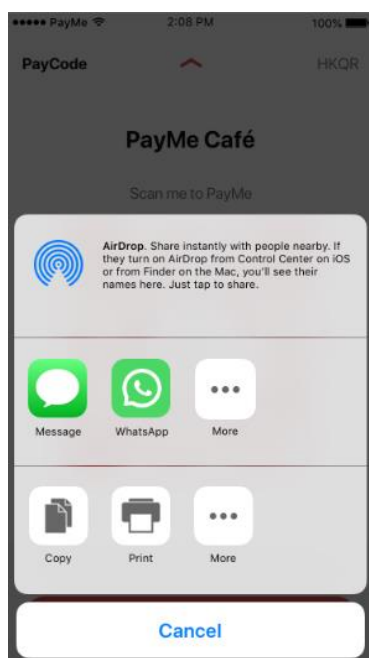 PayMe 2:08 PM 100%
PayCode HKQR
PayMe Café
Scan me to PayMe
AirDrop. Share instantly with people nearby. If
they turn on AirDrop from Control Center on iOS
or from Finder on the Mac, you'll see their
names here. Just tap to share.
Message WhatsApp More
Copy Print More
Cancel